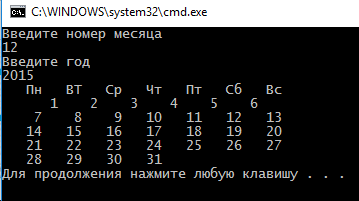 C:\WINDOWS\system32\cmd.exe
Введите номер месяца
12
Введите год
2015
Пн ВТ Ср Чт Пт Сб Вс
1 2 3 4 5 6
7 8 9 10 11 12 13
14 15 16 17 18 19 20
21 22 23 24 25 26 27
28 29 30 31
Для продолжения нажмите любую клавишу . . .